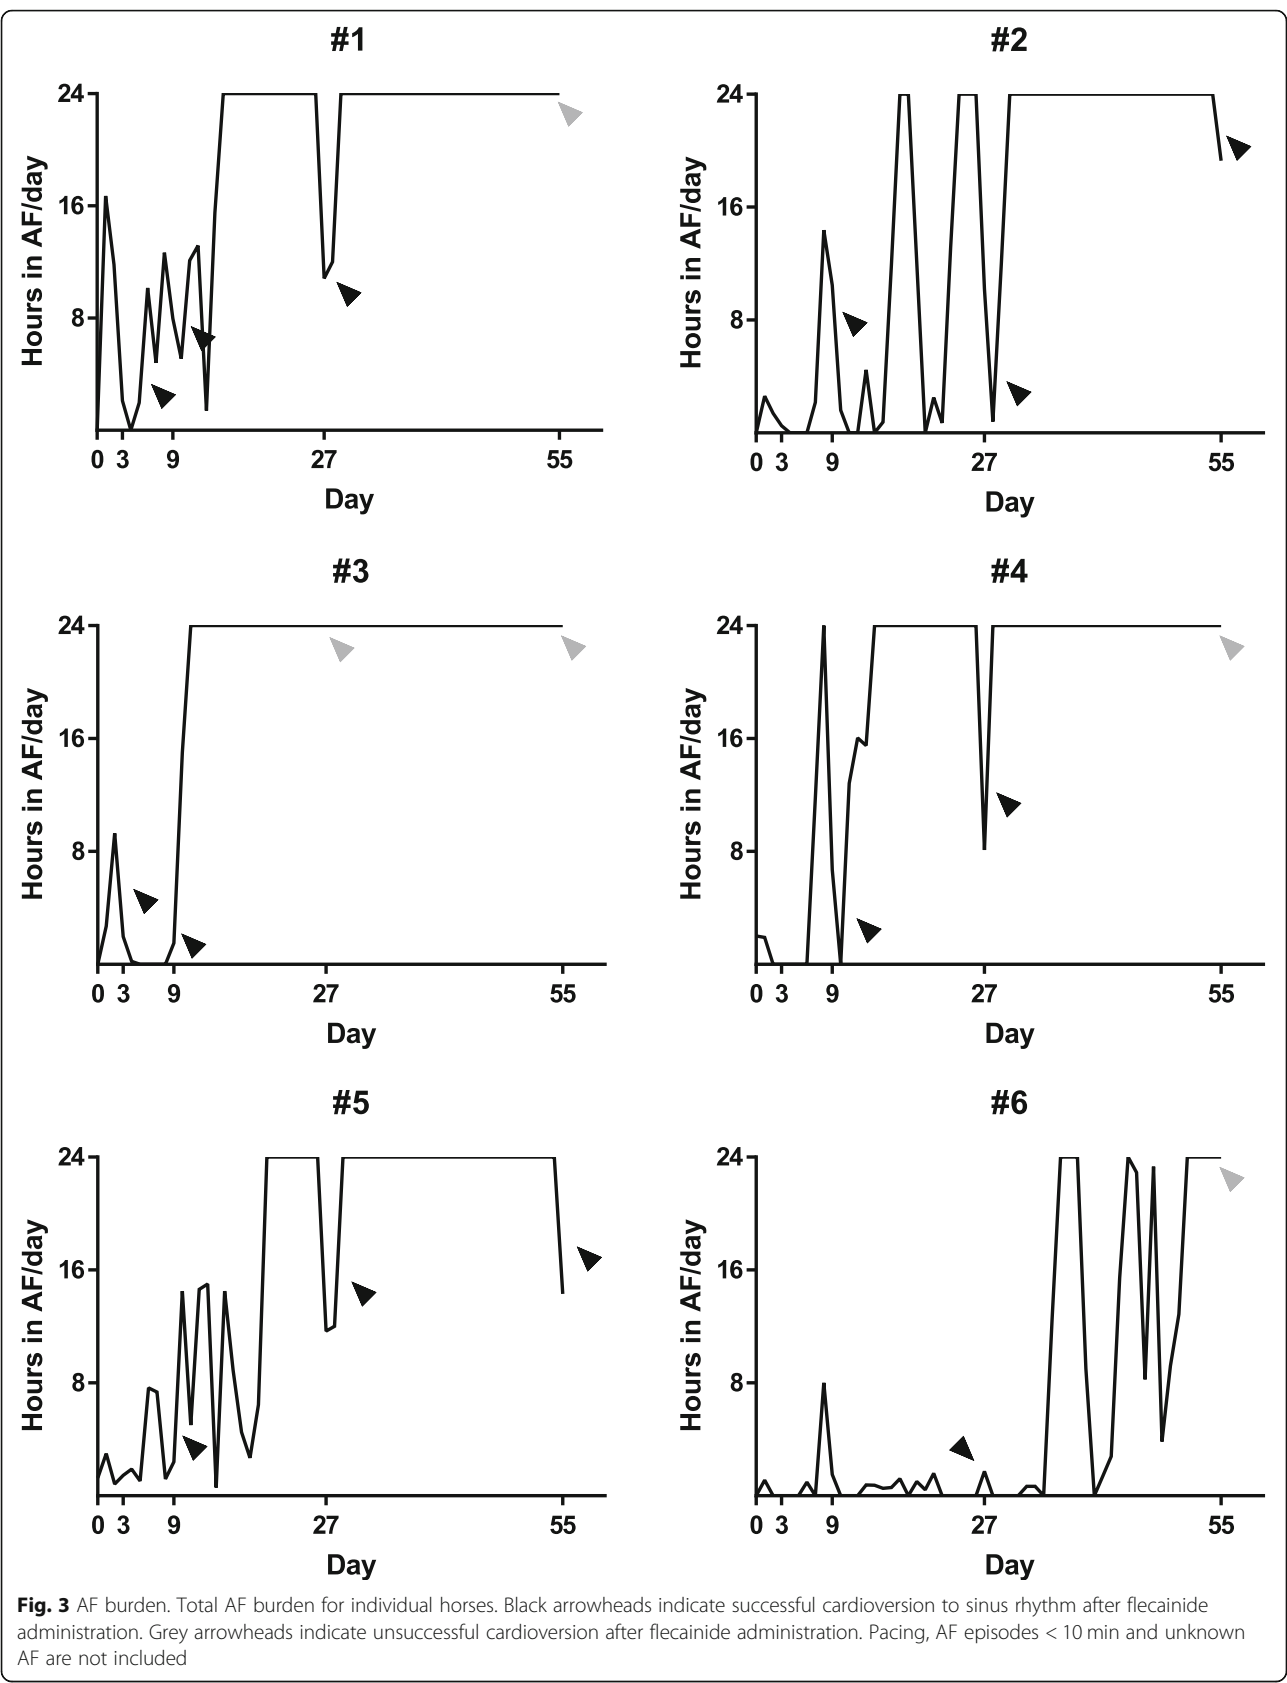 #1
#2
24
16
8
Hours in AF/day
0 3 9 27 55
Day
24
16
8
Hours in AF/day
0 3 9 27 55
Day
#3
#4
24
16
8
Hours in AF/day
0 3 9 27 55
Day
24
16
8
Hours in AF/day
0 3 9 27 55
Day
#5
#6
24
16
8
Hours in AF/day
0 3 9 27 55
Day
24
16
8
Hours in AF/day
0 3 9 27 55
Day
Fig. 3 AF burden. Total AF burden for individual horses. Black arrowheads indicate successful cardioversion to sinus rhythm after flecainide
administration. Grey arrowheads indicate unsuccessful cardioversion after flecainide administration. Pacing, AF episodes < 10 min and unknown
AF are not included